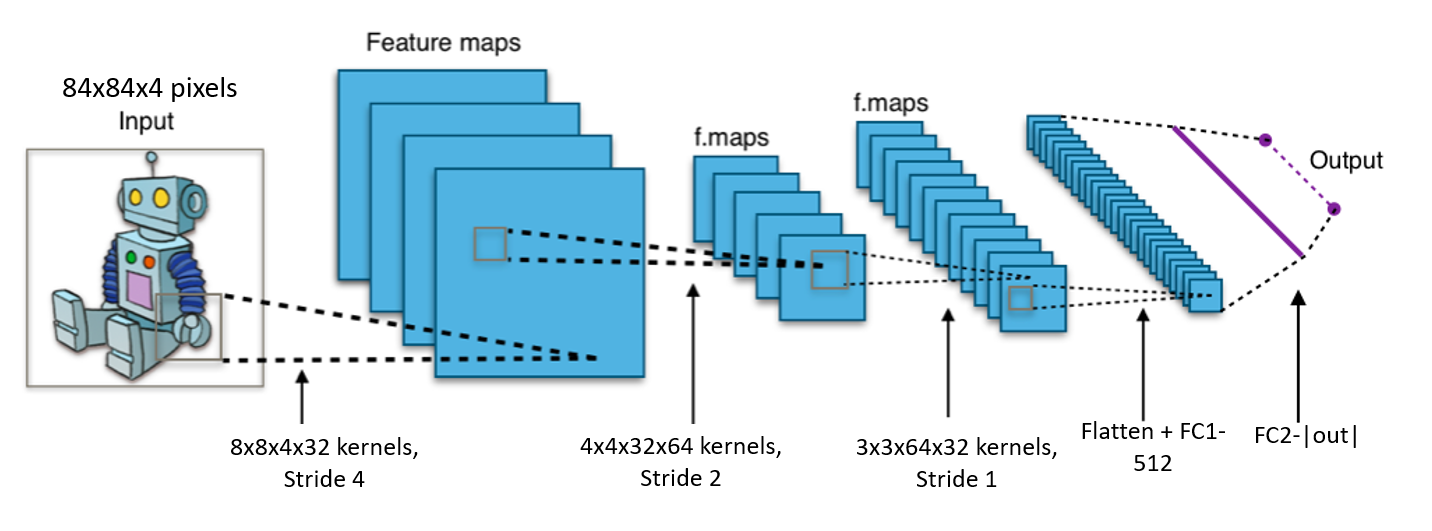 Feature maps
84x84x4 pixels
Input
f.maps
f.maps
Output
8x8x4x32 kernels,
Stride 4
4x4x32x64 kernels,
Stride 2
3x3x64x32 kernels,
Stride 1
Flatten + FC1-
512
FC2-|out|